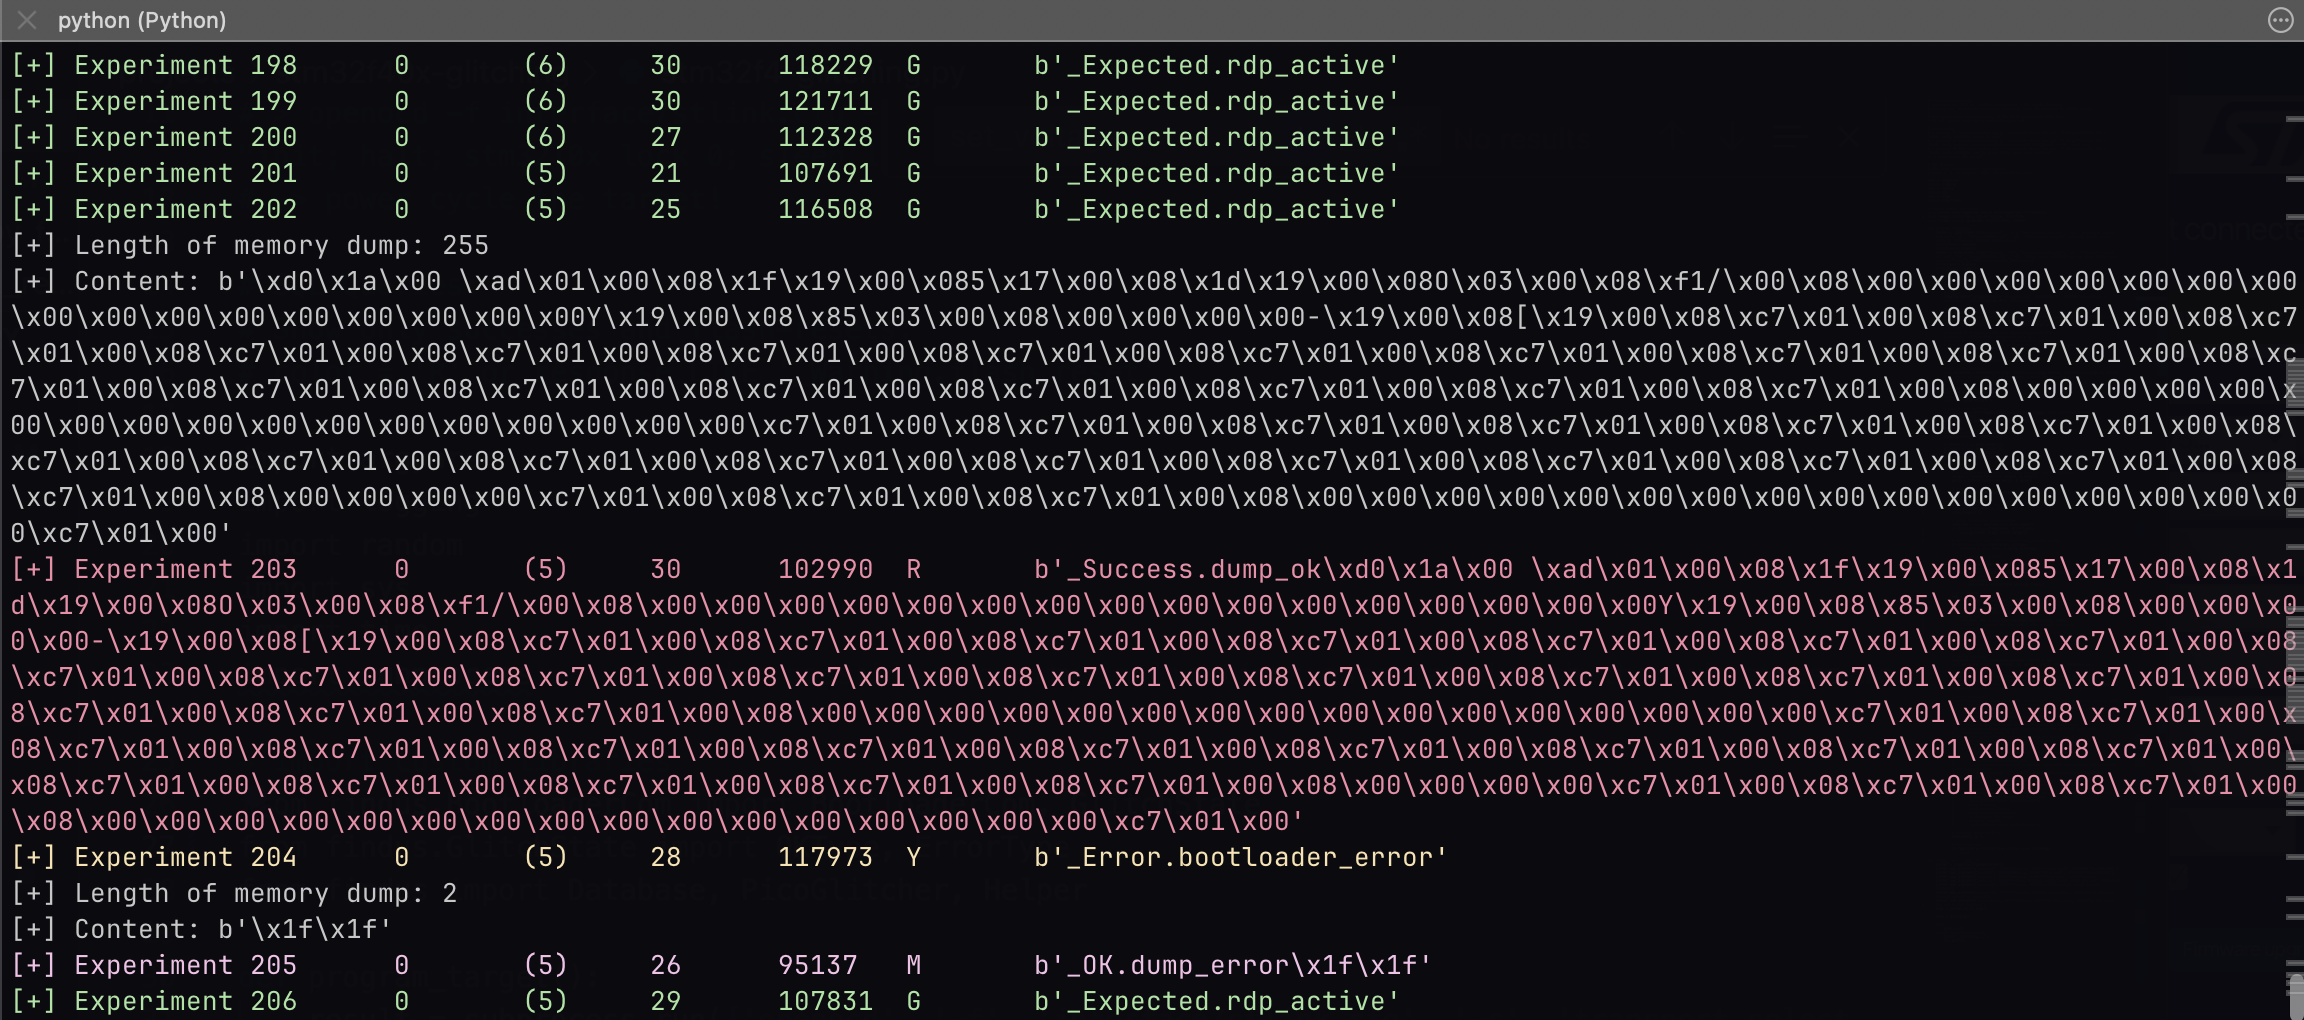 python (Python)
[+] Experiment 198 0 (6) 30 118229 G b'_Expected.rdp_active'
[+] Experiment 199 0 (6) 30 121711 G b'_Expected.rdp_active'
[+] Experiment 200 0 (6) 27 112328 G b'_Expected.rdp_active'
[+] Experiment 201 0 (5) 21 107691 G b'_Expected.rdp_active'
[+] Experiment 202 0 (5) 25 116508 G b'_Expected.rdp_active'
[+] Length of memory dump: 255
[+] Content: b'\xd0\x1a\x00 \xad\x01\x00\x08\x1f\x19\x00\x085\x17\x00\x08\x1d\x19\x00\x08O\x03\x00\x08\xf1/\x00\x08\x00\x00\x00\x00\x00\x00\x00
\x00\x00\x00\x00\x00\x00\x00\x00\x00Y\x19\x00\x08\x85\x03\x00\x08\x00\x00\x00\x00-\x19\x00\x08[\x19\x00\x08\xc7\x01\x00\x08\xc7\x01\x00\x08\xc7
\x01\x00\x08\xc7\x01\x00\x08\xc7\x01\x00\x08\xc7\x01\x00\x08\xc7\x01\x00\x08\xc7\x01\x00\x08\xc7\x01\x00\x08\xc7\x01\x00\x08\xc7\x01\x00\x08\xc
7\x01\x00\x08\xc7\x01\x00\x08\xc7\x01\x00\x08\xc7\x01\x00\x08\xc7\x01\x00\x08\xc7\x01\x00\x08\xc7\x01\x00\x08\xc7\x01\x00\x08\x00\x00\x00\x00\x
00\x00\x00\x00\x00\x00\x00\x00\x00\x00\x00\x00\xc7\x01\x00\x08\xc7\x01\x00\x08\xc7\x01\x00\x08\xc7\x01\x00\x08\xc7\x01\x00\x08\xc7\x01\x00\x08\
xc7\x01\x00\x08\xc7\x01\x00\x08\xc7\x01\x00\x08\xc7\x01\x00\x08\xc7\x01\x00\x08\xc7\x01\x00\x08\xc7\x01\x00\x08\xc7\x01\x00\x08\xc7\x01\x00\x08
\xc7\x01\x00\x08\x00\x00\x00\x00\xc7\x01\x00\x08\xc7\x01\x00\x08\xc7\x01\x00\x08\x00\x00\x00\x00\x00\x00\x00\x00\x00\x00\x00\x00\x00\x00\x00\x0
0\xc7\x01\x00'
[+] Experiment 203 0 (5) 30 102990 R b'_Success.dump_ok\xd0\x1a\x00 \xad\x01\x00\x08\x1f\x19\x00\x085\x17\x00\x08\x1
d\x19\x00\x08O\x03\x00\x08\xf1/\x00\x08\x00\x00\x00\x00\x00\x00\x00\x00\x00\x00\x00\x00\x00\x00\x00\x00Y\x19\x00\x08\x85\x03\x00\x08\x00\x00\x0
0\x00-\x19\x00\x08[\x19\x00\x08\xc7\x01\x00\x08\xc7\x01\x00\x08\xc7\x01\x00\x08\xc7\x01\x00\x08\xc7\x01\x00\x08\xc7\x01\x00\x08\xc7\x01\x00\x08
\xc7\x01\x00\x08\xc7\x01\x00\x08\xc7\x01\x00\x08\xc7\x01\x00\x08\xc7\x01\x00\x08\xc7\x01\x00\x08\xc7\x01\x00\x08\xc7\x01\x00\x08\xc7\x01\x00\x0
8\xc7\x01\x00\x08\xc7\x01\x00\x08\xc7\x01\x00\x08\x00\x00\x00\x00\x00\x00\x00\x00\x00\x00\x00\x00\x00\x00\x00\x00\xc7\x01\x00\x08\xc7\x01\x00\x
08\xc7\x01\x00\x08\xc7\x01\x00\x08\xc7\x01\x00\x08\xc7\x01\x00\x08\xc7\x01\x00\x08\xc7\x01\x00\x08\xc7\x01\x00\x08\xc7\x01\x00\x08\xc7\x01\x00\
x08\xc7\x01\x00\x08\xc7\x01\x00\x08\xc7\x01\x00\x08\xc7\x01\x00\x08\xc7\x01\x00\x08\x00\x00\x00\x00\xc7\x01\x00\x08\xc7\x01\x00\x08\xc7\x01\x00
\x08\x00\x00\x00\x00\x00\x00\x00\x00\x00\x00\x00\x00\x00\x00\x00\x00\xc7\x01\x00'
[+] Experiment 204 0 (5) 28 117973 Y b'_Error.bootloader_error'
[+] Length of memory dump: 2
[+] Content: b'\x1f\x1f'
[+] Experiment 205 0 (5) 26 95137 M b'_OK.dump_error\x1f\x1f'
[+] Experiment 206 0 (5) 29 107831 G b'_Expected.rdp_active'